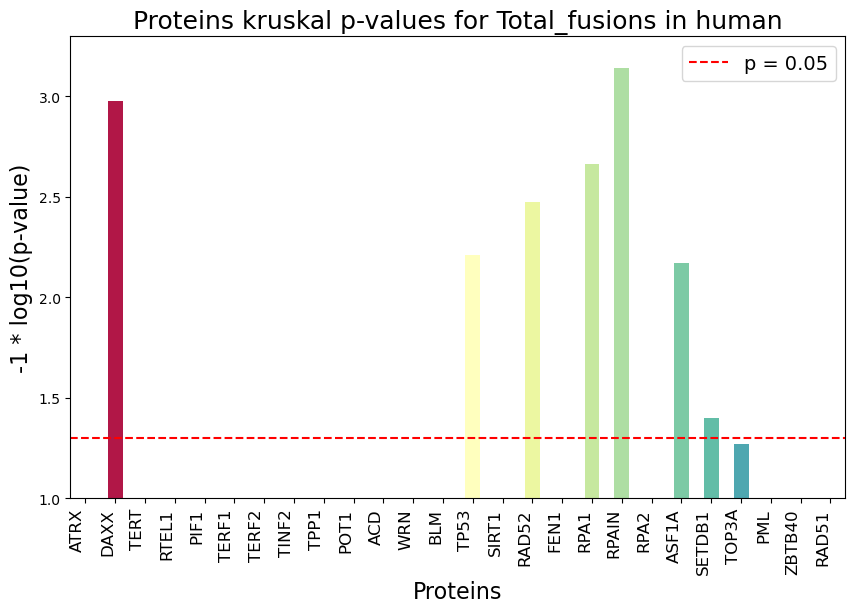 Proteins kruskal p-values for Total_fusions in human
p = 0.05
-1 * log10(p-value)
3.0
2.5
2.0
1.5
1.0
ATRX
DAXX
TERT
RTEL1
PIF1
TERF1
TERF2
TINF2
TPP1
POT1
ACD
WRN
BLM
TP53
SIRT1
RAD52
FEN1
RPA1
RPAIN
RPA2
ASF1A
SETDB1
TOP3A
PML
ZBTB40
RAD51
Proteins